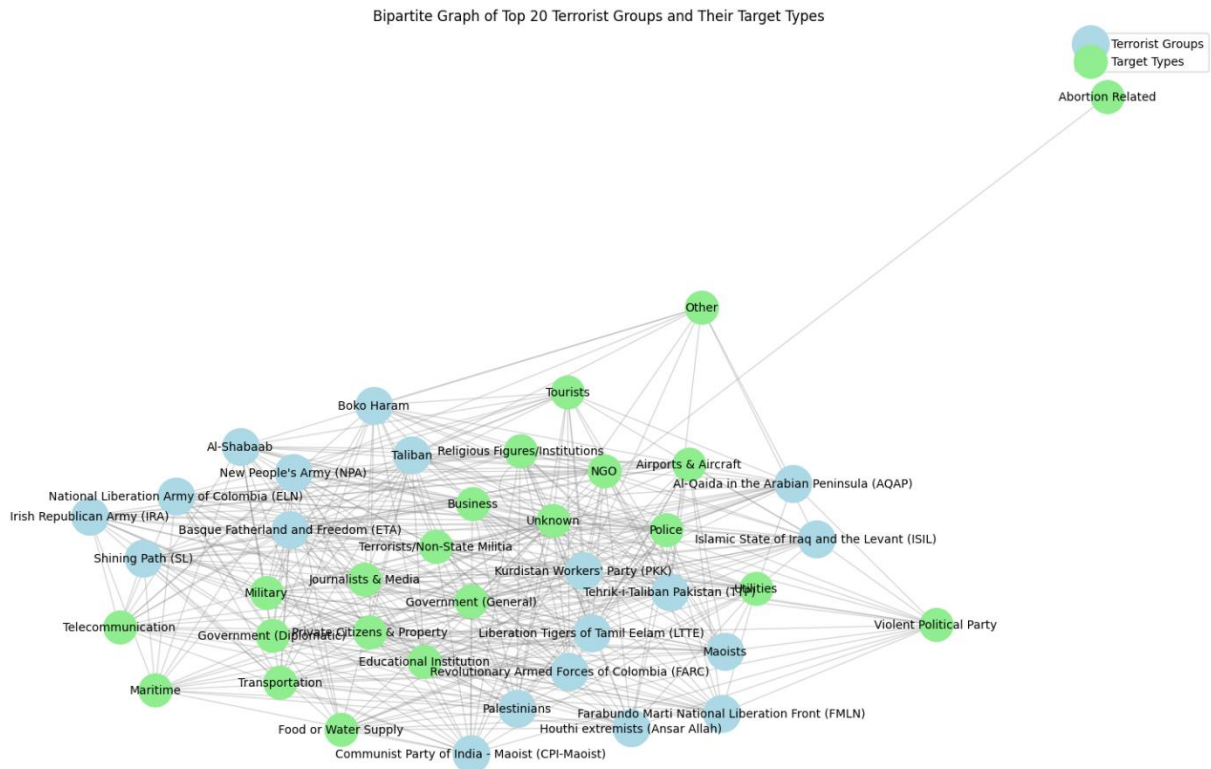 Bipartite Graph of Top 20 Terrorist Groups and Their Target Types
Terrorist Groups
Target Types
Abortion Related
Other
Tourists
Boko Haram
Al-Shabaab
Taliban
Religious Figures/Institutions
New People's Army (NPA)
NGO
Airports & Aircraft
Al-Qaida in the Arabian Peninsula (AQAP)
National Liberation Army of Colombia (ELN)
Business
Irish Republican Army (IRA)
Unknown
Basque Fatherland and Freedom (ETA)
Police
Islamic State of Iraq and the Levant (ISIL)
Terrorists/Non-State Militia
Shining Path (SL)
Kurdistan Workers' Party (PKK)
Journalists & Media
Utilities
Tehrik-i-Taliban Pakistan (TTP)
Military
Government (General)
Telecommunication
Violent Political Party
Government (Diplomatic)
Private Citizens & Property
Liberation Tigers of Tamil Eelam (LTTE)
Maoists
Educational Institution
Revolutionary Armed Forces of Colombia (FARC)
Transportation
Maritime
Palestinians
Farabundo Marti National Liberation Front (FMLN)
Food or Water Supply
Houthi extremists (Ansar Allah)
Communist Party of India - Maoist (CPI-Maoist)